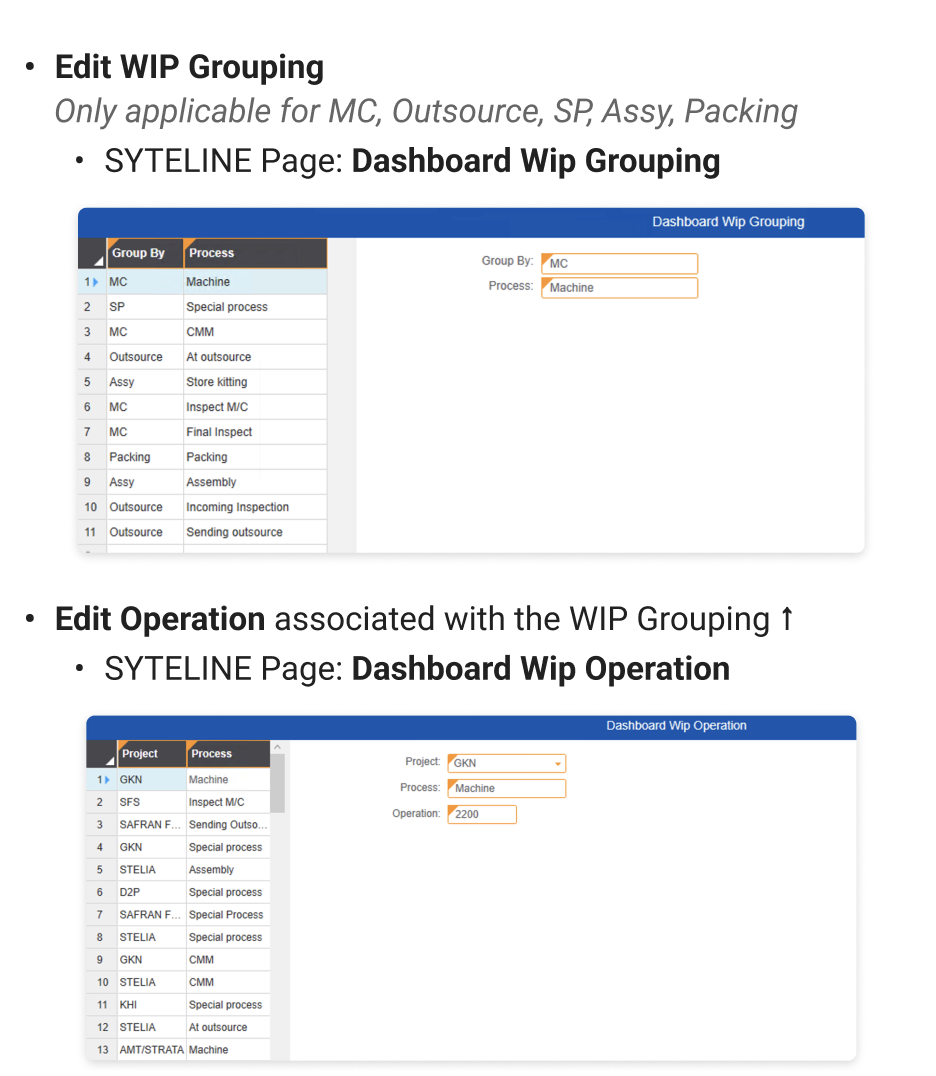 • Edit WIP Grouping
Only applicable for MC, Outsource, SP, Assy, Packing
• SYTELINE Page: Dashboard Wip Grouping
Dashboard Wip Grouping
Group By Process
1 MC Machine
2 SP Special process
3 MC CMM
4 Outsource At outsource
5 Assy Store kitting
6 MC Inspect M/C
7 MC Final Inspect
8 Packing Packing
9 Assy Assembly
10 Outsource Incoming Inspection
11 Outsource Sending outsource
Group By: MC
Process: Machine
• Edit Operation associated with the WIP Grouping ↑
• SYTELINE Page: Dashboard Wip Operation
Dashboard Wip Operation
Project Process
1 GKN Machine
2 SFS Inspect M/C
3 SAFRAN F... Sending Outso...
4 GKN Special process
5 STELIA Assembly
6 D2P Special process
7 SAFRAN F... Special Process
8 STELIA Special process
9 GKN CMM
10 STELIA CMM
11 KHI Special process
12 STELIA At outsource
13 AMT/STRATA Machine
Project: GKN
Process: Machine
Operation: 2200